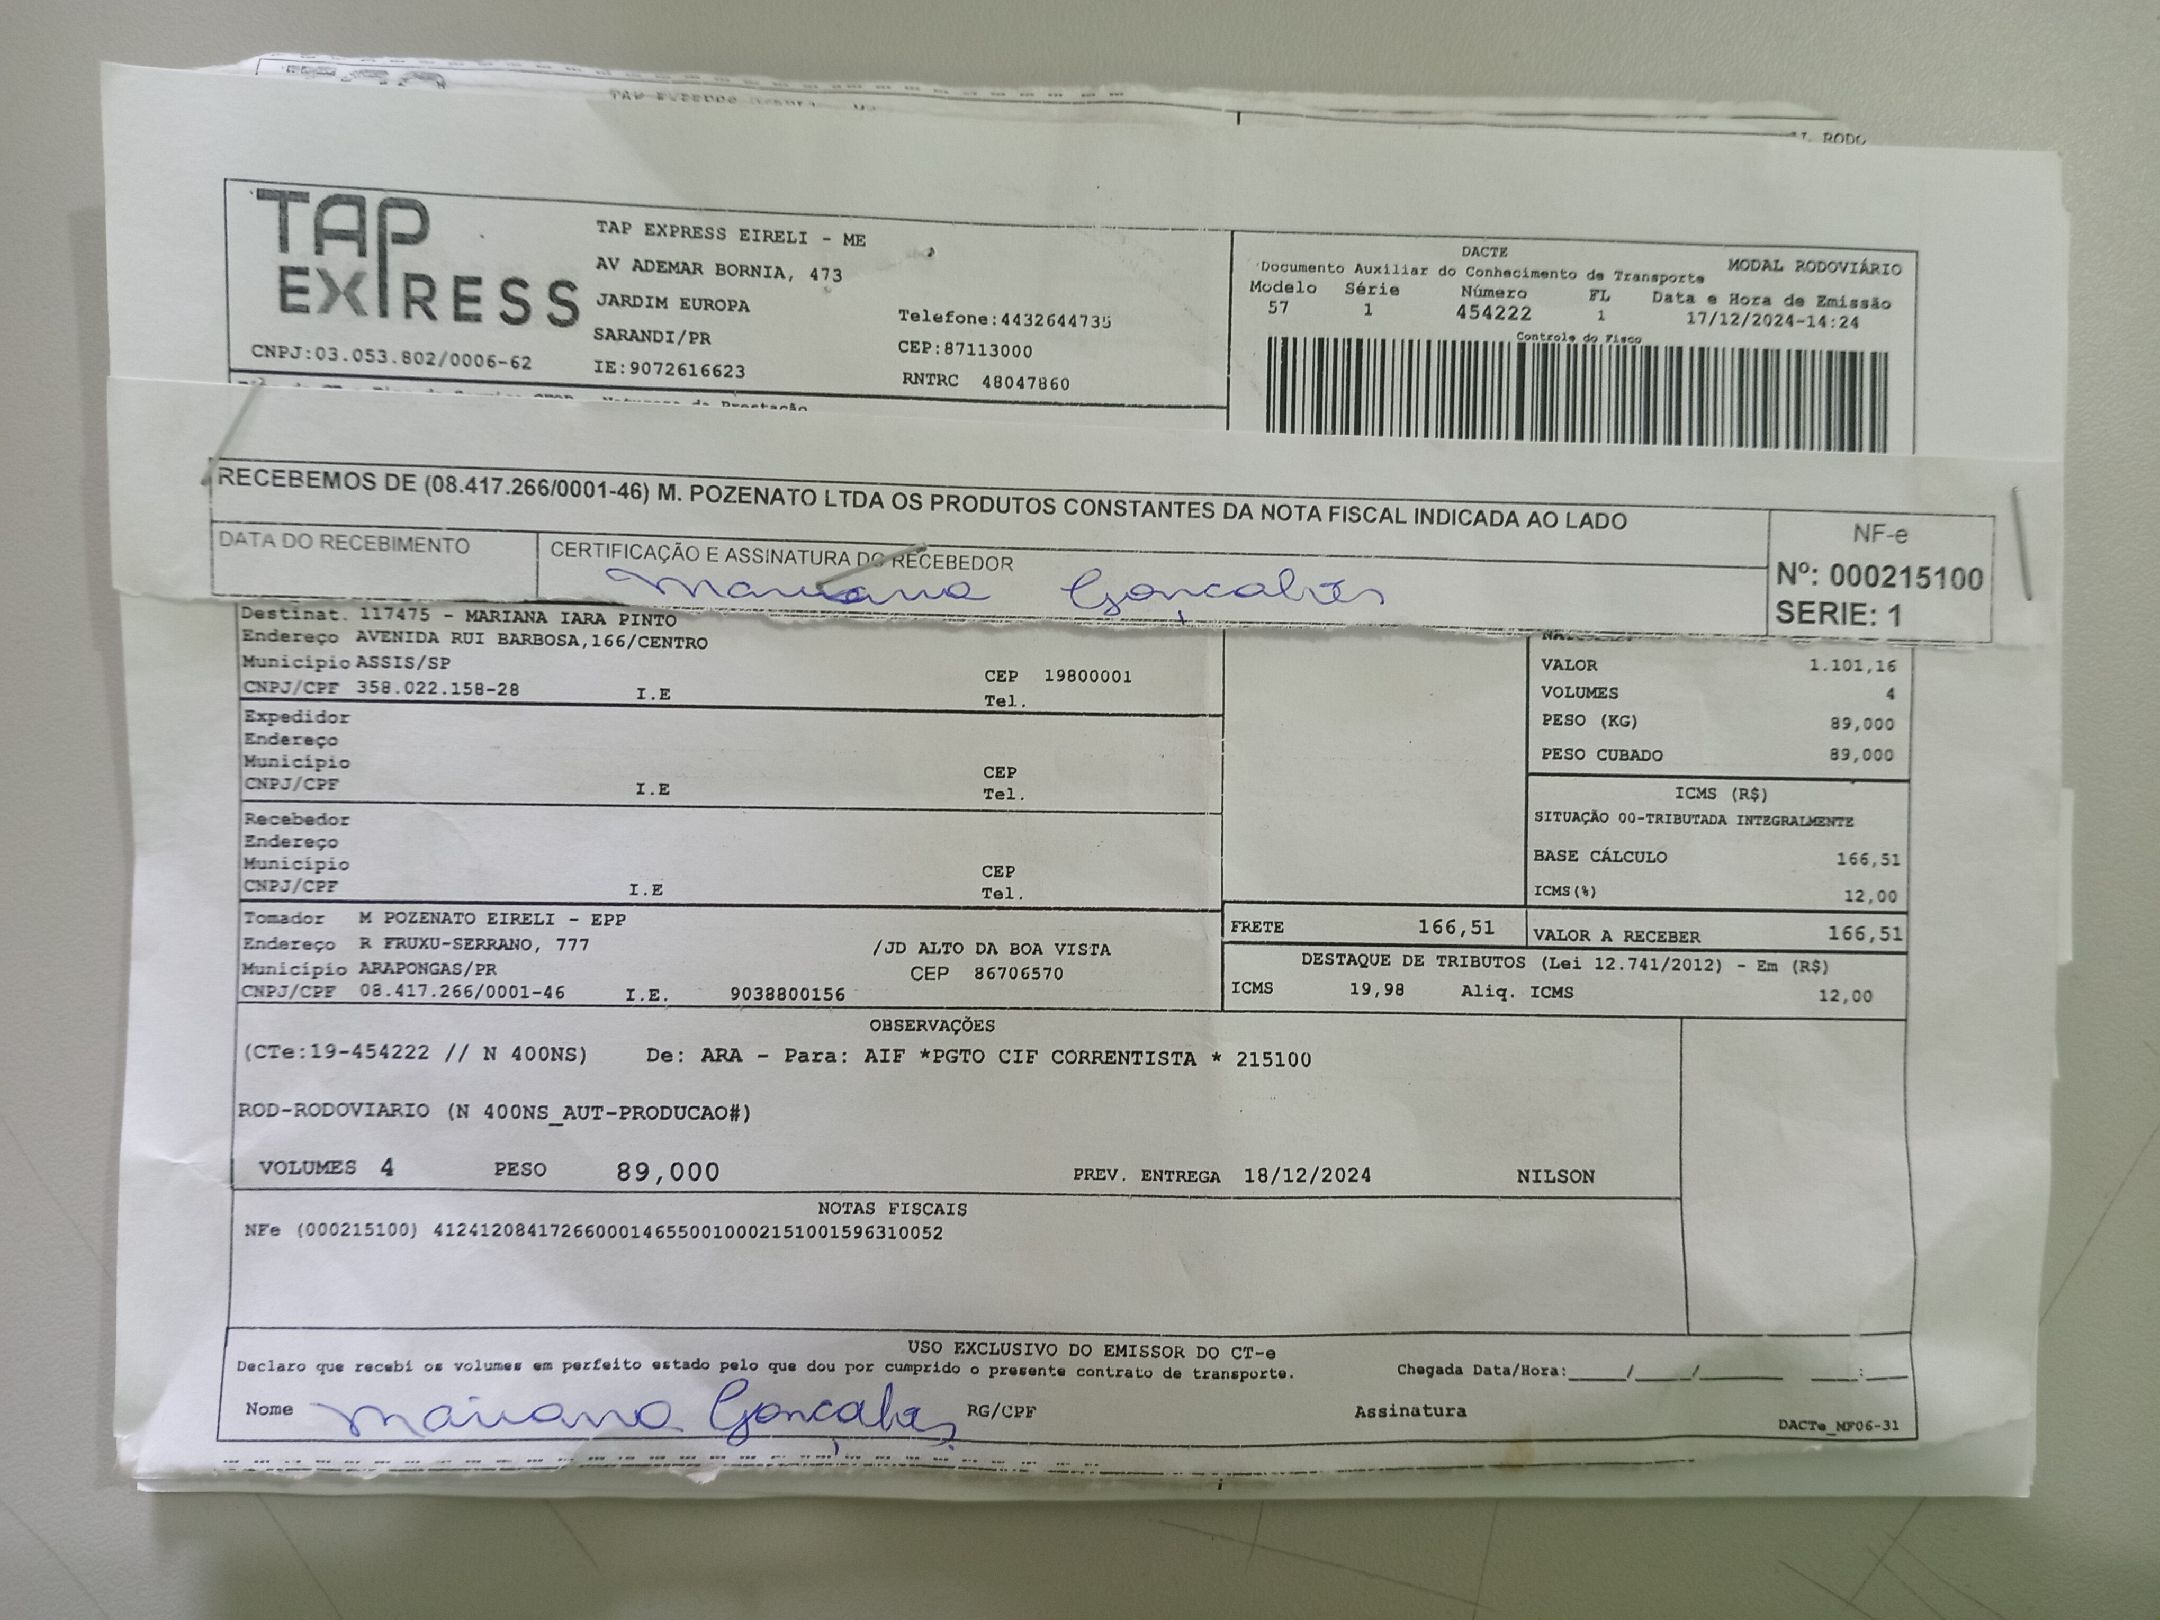 TAP EXPRESS
TAP EXPRESS EIRELI - ME
AV ADEMAR BORNIA, 473
JARDIM EUROPA
SARANDI/PR
IE:9072616623
Telefone:4432644735
CEP:87113000
RNTRC 48047860
CNPJ:03.053.802/0006-62
DACTE
Documento Auxiliar do Conhecimento de Transporte
MODAL RODOVIÁRIO
Modelo Série Número FL Data e Hora de Emissão
57 1 454222 1 17/12/2024-14:24
Controle do Fisco
RECEBEMOS DE (08.417.266/0001-46) M. POZENATO LTDA OS PRODUTOS CONSTANTES DA NOTA FISCAL INDICADA AO LADO
DATA DO RECEBIMENTO
CERTIFICAÇÃO E ASSINATURA DO RECEBEDOR
Mariana Gonçalves
NF-e
Nº: 000215100
SERIE: 1
Destinat. 117475 - MARIANA IARA PINTO
Endereço AVENIDA RUI BARBOSA,166/CENTRO
Município ASSIS/SP CEP 19800001
CNPJ/CPF 358.022.158-28 I.E Tel.
Expedidor
Endereço
Município CEP
CNPJ/CPF I.E Tel.
Recebedor
Endereço
Município CEP
CNPJ/CPF I.E Tel.
Tomador M POZENATO EIRELI - EPP
Endereço R FRUXU-SERRANO, 777 /JD ALTO DA BOA VISTA
Município ARAPONGAS/PR CEP 86706570
CNPJ/CPF 08.417.266/0001-46 I.E. 9038800156
VALOR 1.101,16
VOLUMES 4
PESO (KG) 89,000
PESO CUBADO 89,000
ICMS (R$)
SITUAÇÃO 00-TRIBUTADA INTEGRALMENTE
BASE CÁLCULO 166,51
ICMS(%) 12,00
FRETE 166,51 VALOR A RECEBER 166,51
DESTAQUE DE TRIBUTOS (Lei 12.741/2012) - Em (R$)
ICMS 19,98 Aliq. ICMS 12,00
OBSERVAÇÕES
(CTe:19-454222 // N 400NS) De: ARA - Para: AIF *PGTO CIF CORRENTISTA * 215100
ROD-RODOVIARIO (N 400NS_AUT-PRODUCAO#)
VOLUMES 4 PESO 89,000 PREV. ENTREGA 18/12/2024 NILSON
NOTAS FISCAIS
NFe (000215100) 41241208417266000146550010002151001596310052
USO EXCLUSIVO DO EMISSOR DO CT-e
Declaro que recebi os volumes em perfeito estado pelo que dou por cumprido o presente contrato de transporte.
Chegada Data/Hora:_____/_____/_______ ____:____
Nome Mariana Gonçalves RG/CPF Assinatura
DACTe_MF06-31